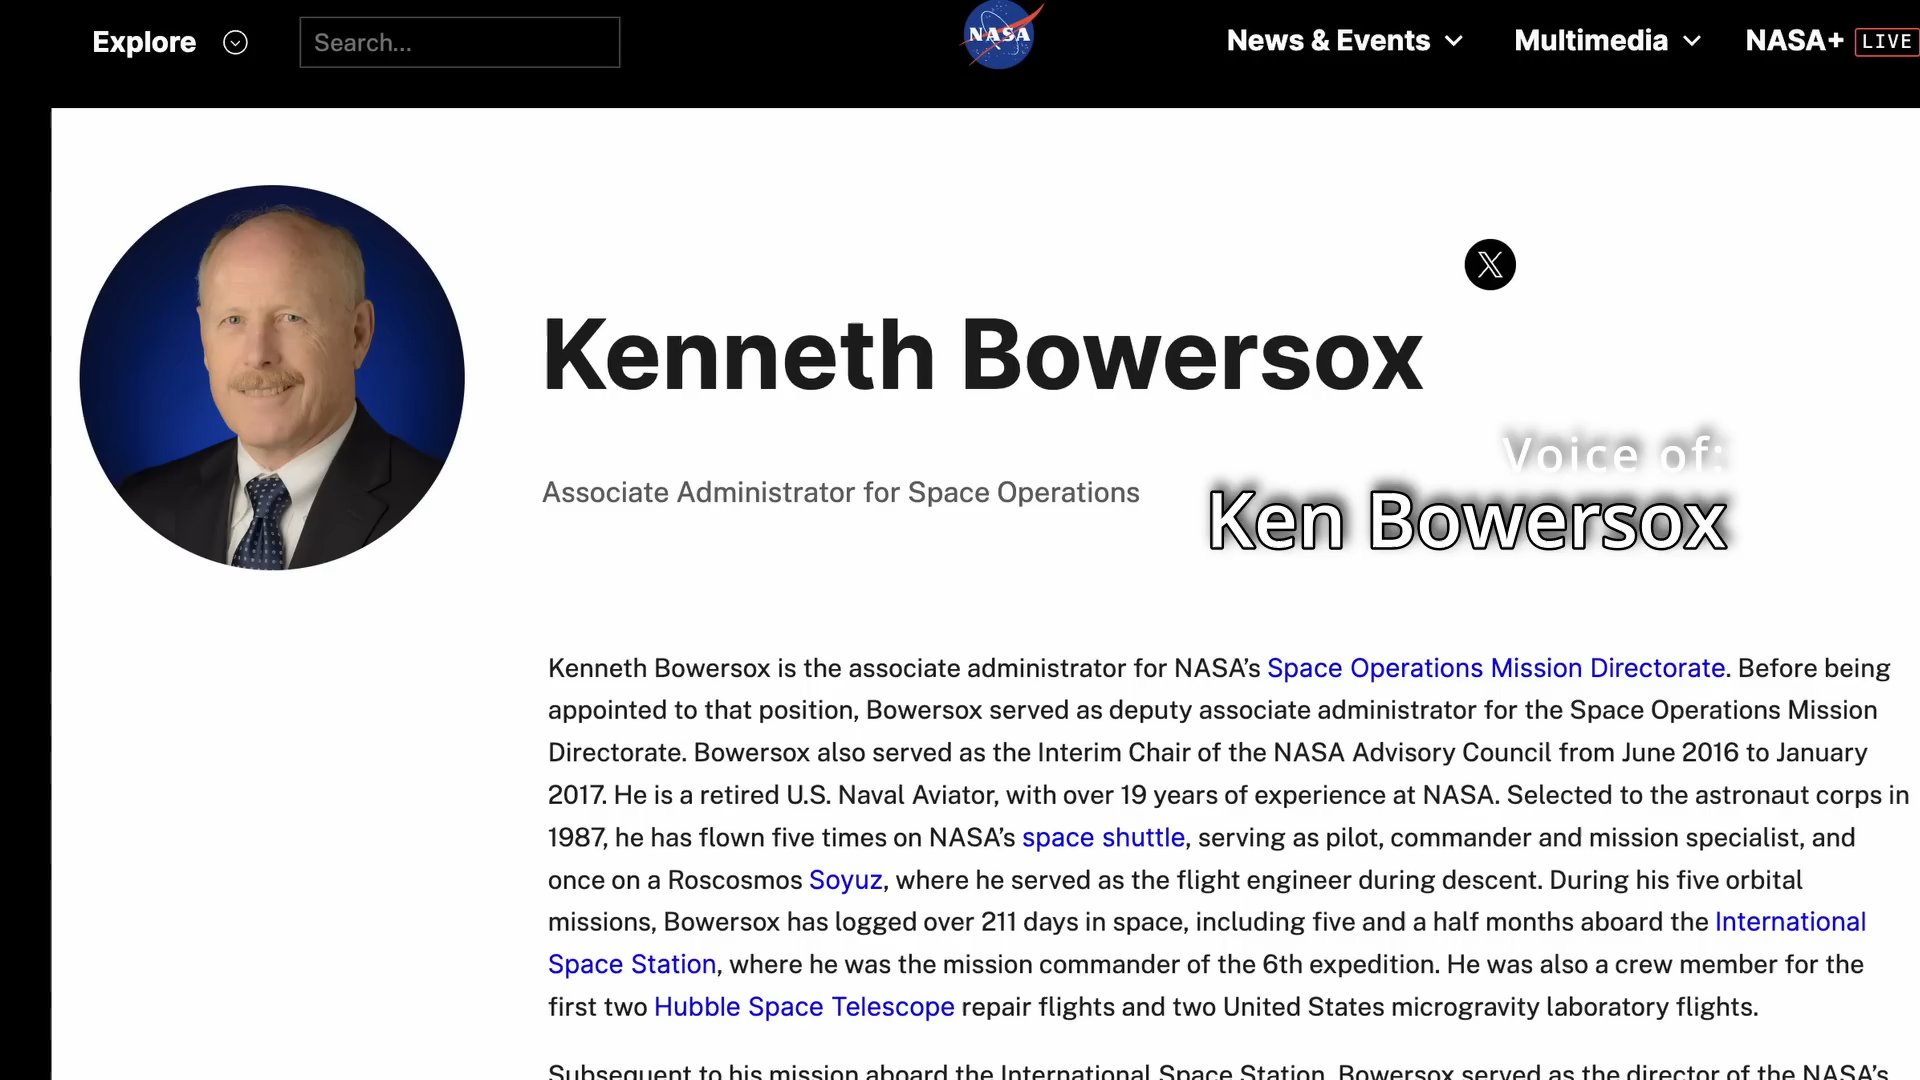 Explore
Search...
NASA
News & Events
Multimedia
NASA+ LIVE
Kenneth Bowersox
Associate Administrator for Space Operations
Voice of:
Ken Bowersox
Kenneth Bowersox is the associate administrator for NASA’s Space Operations Mission Directorate. Before being
appointed to that position, Bowersox served as deputy associate administrator for the Space Operations Mission
Directorate. Bowersox also served as the Interim Chair of the NASA Advisory Council from June 2016 to January
2017. He is a retired U.S. Naval Aviator, with over 19 years of experience at NASA. Selected to the astronaut corps in
1987, he has flown five times on NASA’s space shuttle, serving as pilot, commander and mission specialist, and
once on a Roscosmos Soyuz, where he served as the flight engineer during descent. During his five orbital
missions, Bowersox has logged over 211 days in space, including five and a half months aboard the International
Space Station, where he was the mission commander of the 6th expedition. He was also a crew member for the
first two Hubble Space Telescope repair flights and two United States microgravity laboratory flights.
Subsequent to his mission aboard the International Space Station, Bowersox served as the director of the NASA’s